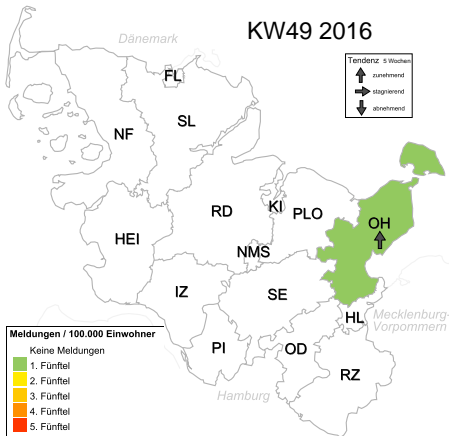 KW49 2016
Dänemark
Tendenz 5 Wochen
zunehmend
stagnierend
abnehmend
FL
SL
NF
RD
KI
PLO
OH
HEI
NMS
IZ
SE
HL
Mecklenburg-
Vorpommern
PI
OD
RZ
Hamburg
Meldungen / 100.000 Einwohner
Keine Meldungen
1. Fünftel
2. Fünftel
3. Fünftel
4. Fünftel
5. Fünftel